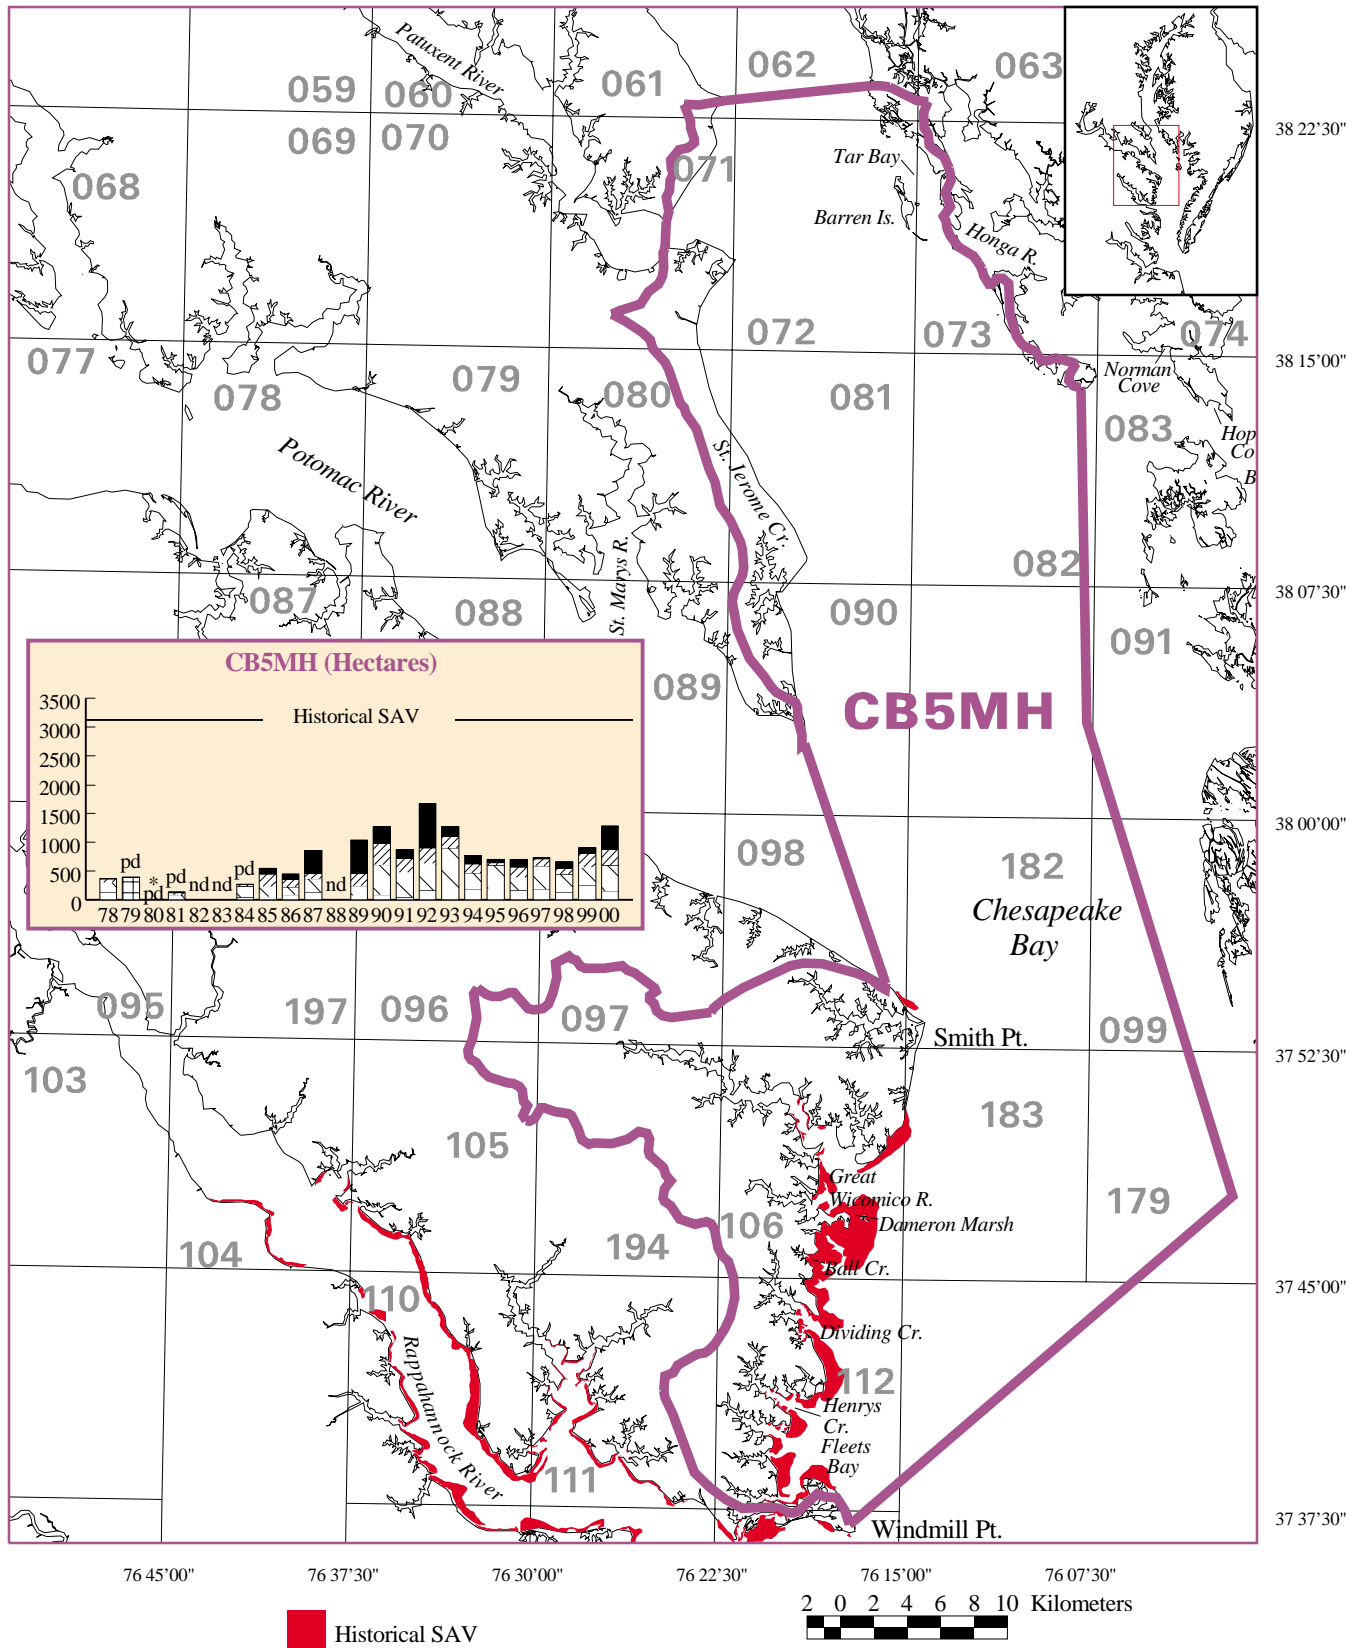 059
060
061
062
063
Patuxent River
38 22'30"
069
070
071
068
Tar Bay
Barren Is.
Honga R.
072
073
074
077
38 15'00"
Norman
Cove
079
080
081
078
083
Hop
Co
B
Potomac River
St. Jerome Cr.
St. Marys R.
082
38 07'30"
087
088
090
091
089
CB5MH
CB5MH (Hectares)
3500
3000
2500
2000
1500
1000
500
0
Historical SAV
pd
*
pd
pd
nd
nd
pd
nd
78 79 80 81 82 83 84 85 86 87 88 89 90 91 92 93 94 95 96 97 98 99 00
38 00'00"
098
182
Chesapeake
Bay
095
197
096
097
099
Smith Pt.
37 52'30"
103
183
105
Great
Wicomico R.
Dameron Marsh
179
106
104
194
Ball Cr.
37 45'00"
110
Dividing Cr.
Rappahannock River
112
Henrys
Cr.
Fleets
Bay
111
Windmill Pt.
37 37'30"
76 45'00"
76 37'30"
76 30'00"
76 22'30"
76 15'00"
76 07'30"
2 0 2 4 6 8 10 Kilometers
Historical SAV